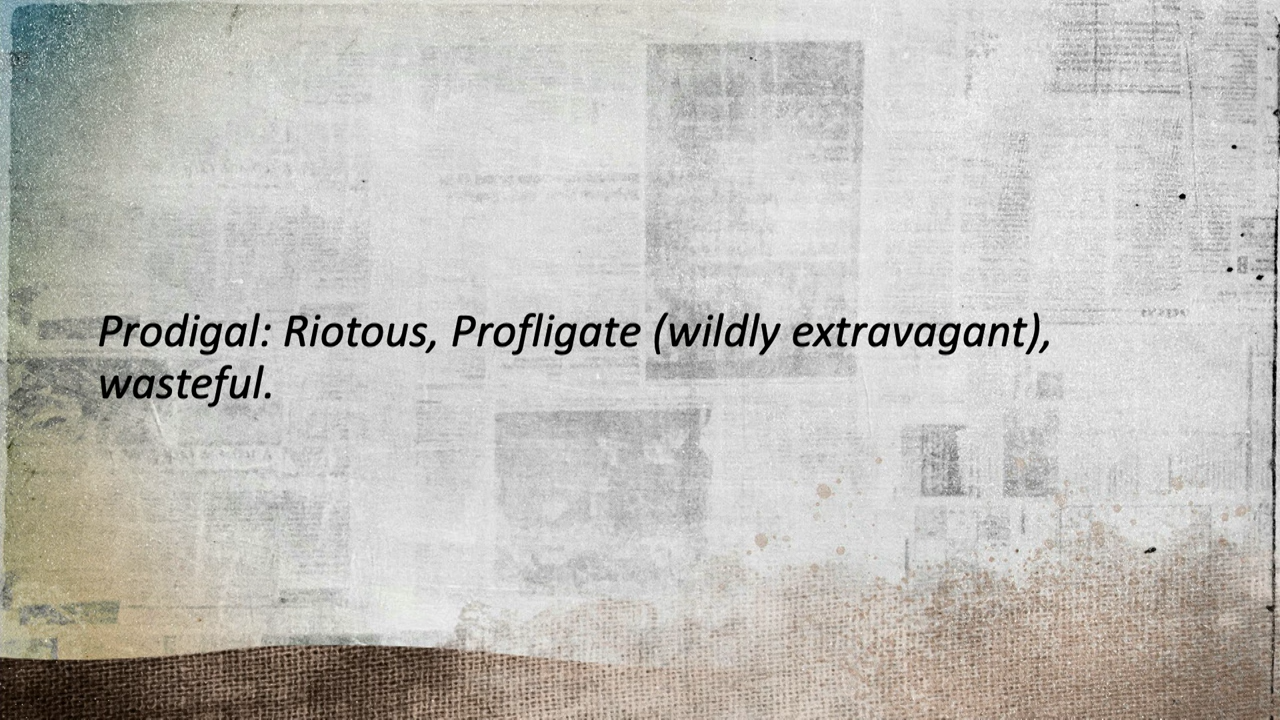 Prodigal: Riotous, Profligate (wildly extravagant),
wasteful.